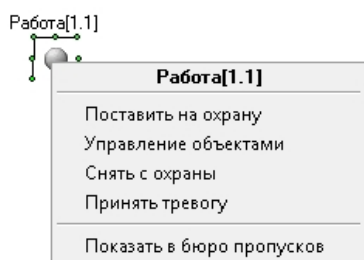 Работа[1.1]
Работа[1.1]
Поставить на охрану
Управление объектами
Снять с охраны
Принять тревогу
Показать в бюро пропусков